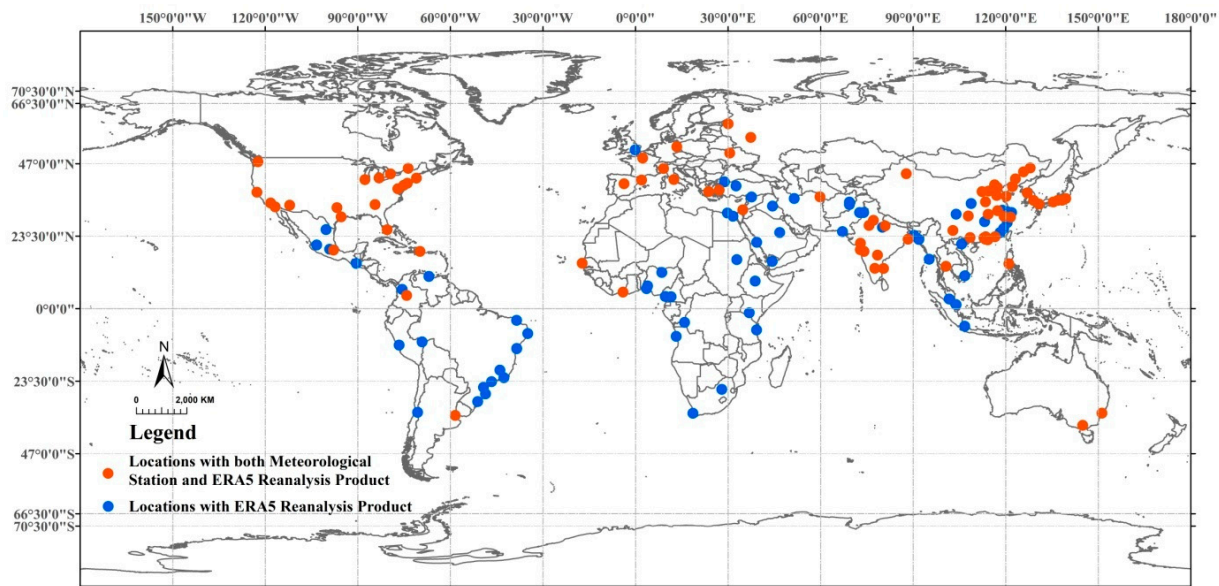 150°0'0"W 120°0'0"W 90°0'0"W 60°0'0"W 30°0'0"W 0°0'0" 30°0'0"E 60°0'0"E 90°0'0"E 120°0'0"E 150°0'0"E 180°0'0"E
70°30'0"N
66°30'0"N
47°0'0"N
23°30'0"N
0°0'0"
23°30'0"S
47°0'0"S
66°30'0"S
70°30'0"S
N
0 2,000 KM
Legend
Locations with both Meteorological
Station and ERA5 Reanalysis Product
Locations with ERA5 Reanalysis Product